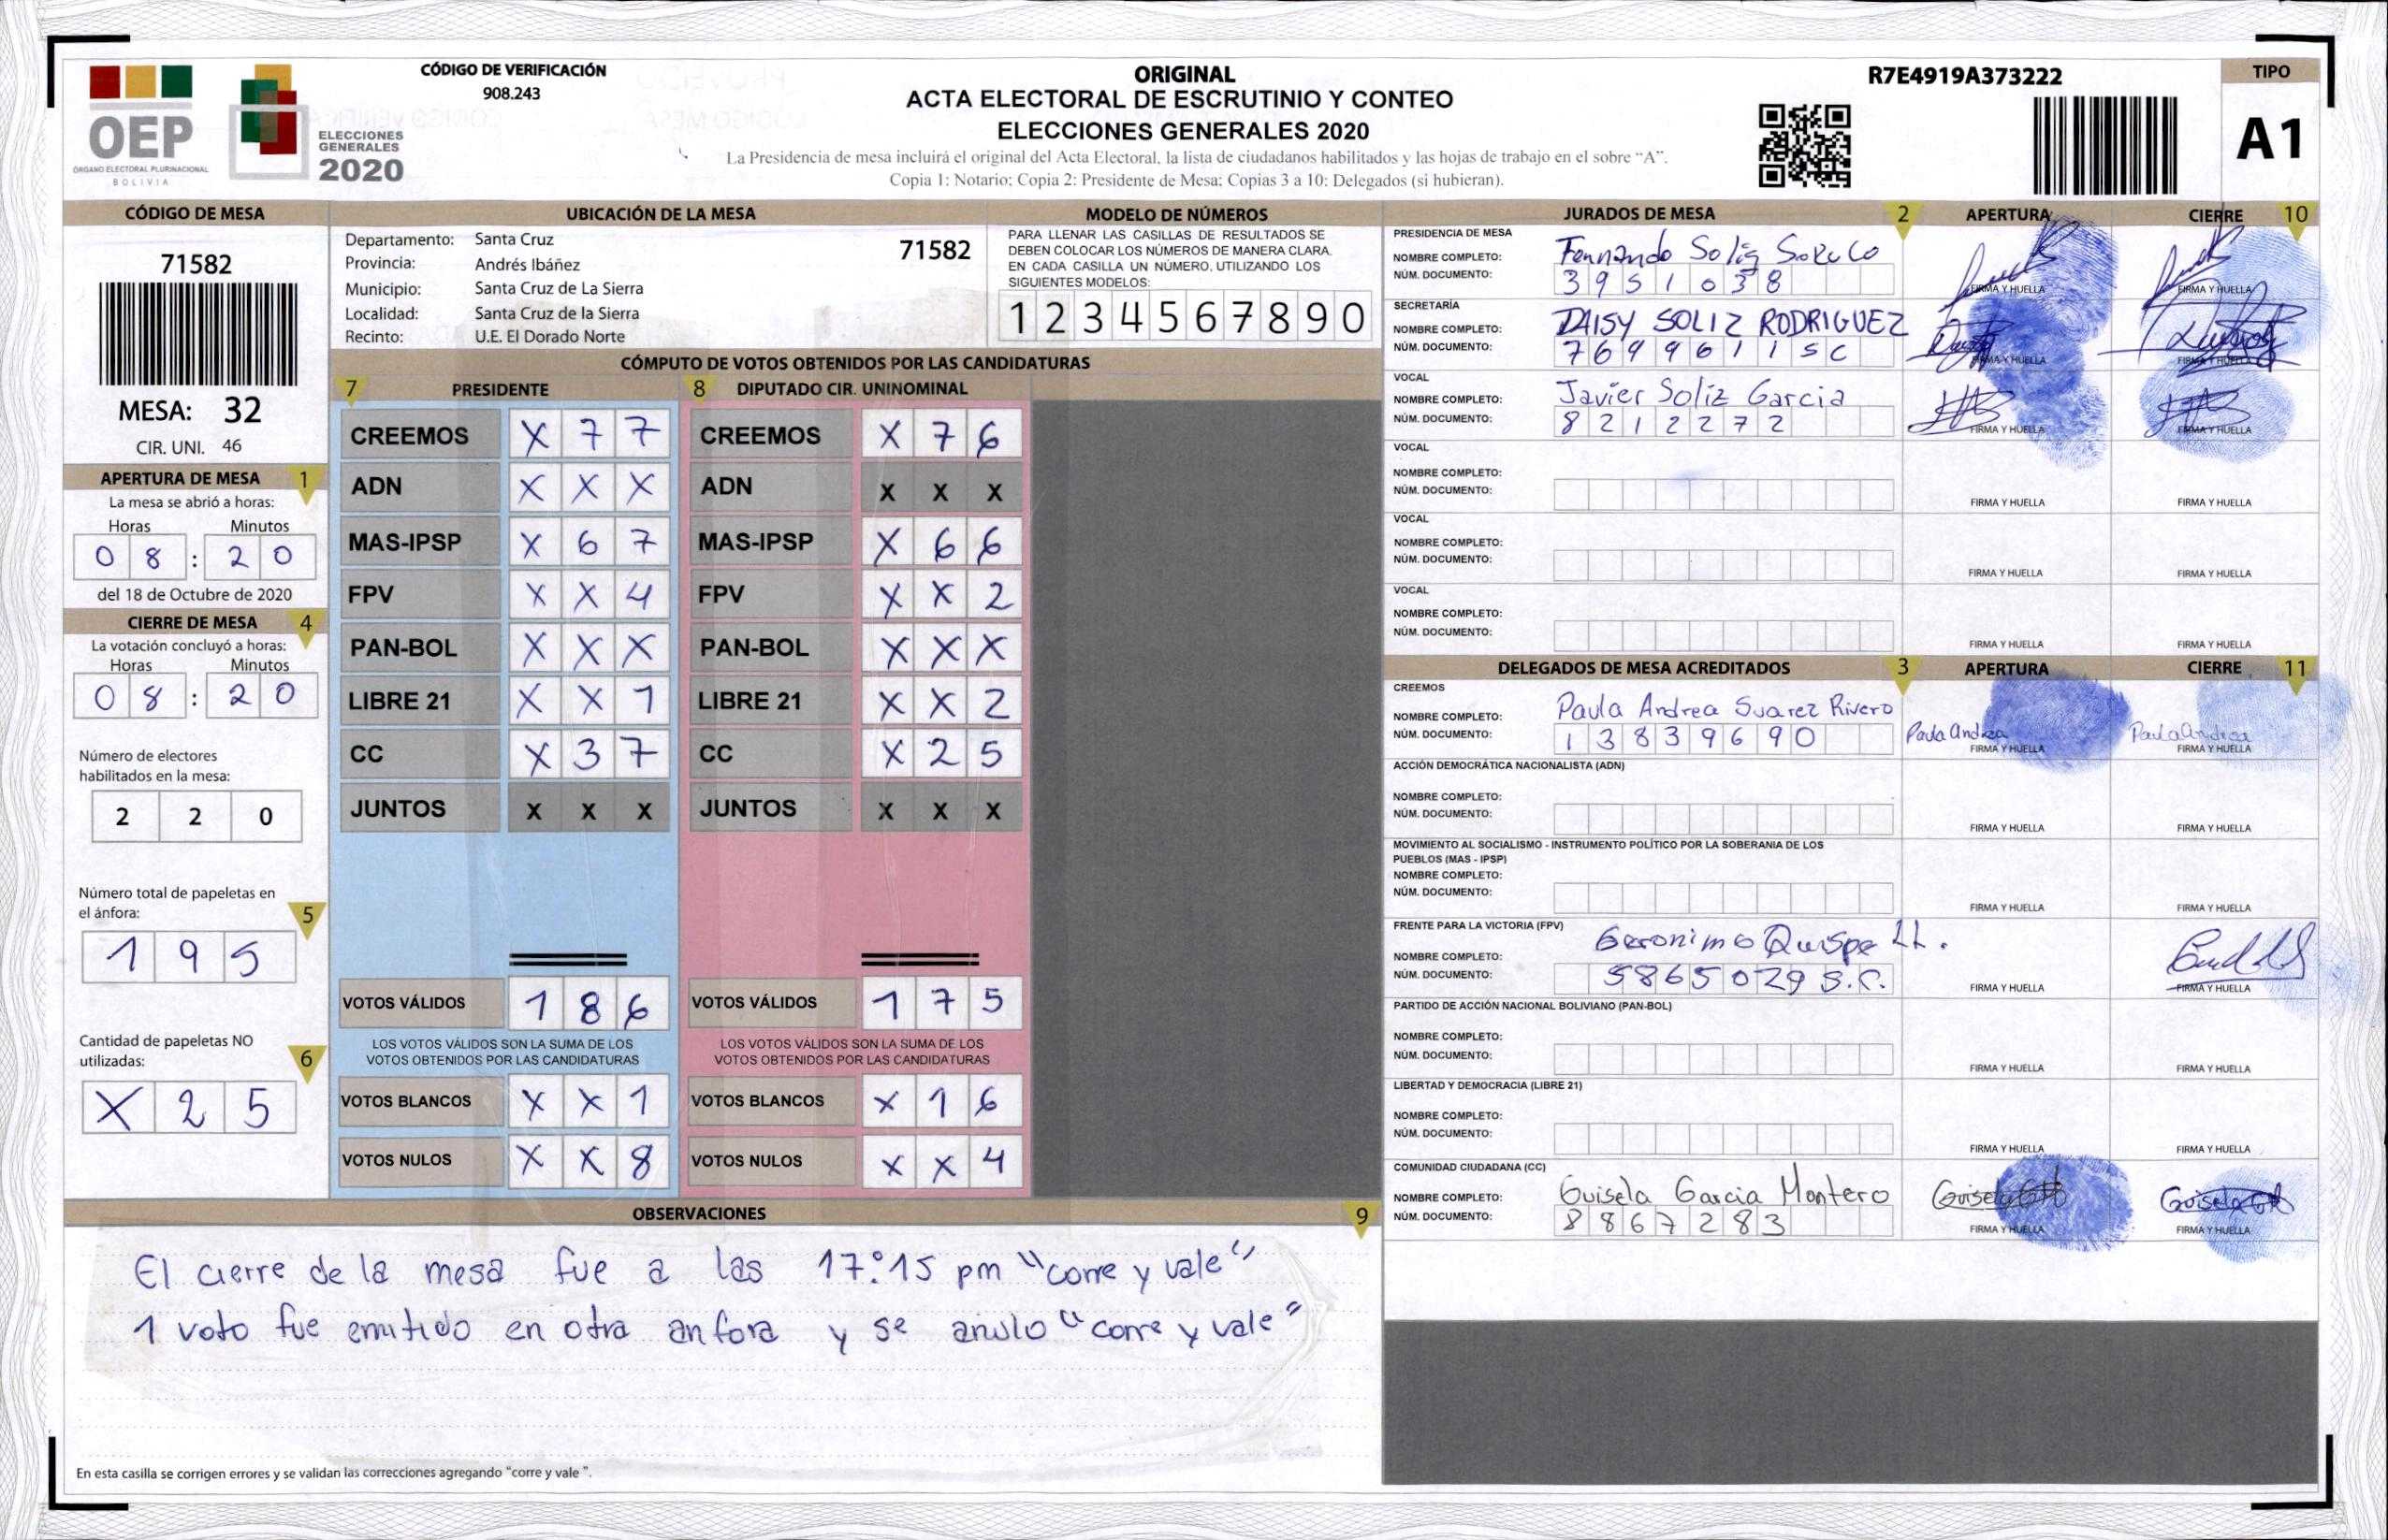 CÓDIGO DE VERIFICACIÓN
908.243
OEP
ÓRGANO ELECTORAL PLURINACIONAL
BOLIVIA
ELECCIONES
GENERALES
2020
ORIGINAL
ACTA ELECTORAL DE ESCRUTINIO Y CONTEO
ELECCIONES GENERALES 2020
La Presidencia de mesa incluirá el original del Acta Electoral, la lista de ciudadanos habilitados y las hojas de trabajo en el sobre "A".
Copia 1: Notario; Copia 2: Presidente de Mesa; Copias 3 a 10: Delegados (si hubieran).
R7E4919A373222
TIPO
A1
CÓDIGO DE MESA
71582
MESA: 32
CIR. UNI. 46
APERTURA DE MESA 1
La mesa se abrió a horas:
Horas Minutos
0 8 : 2 0
del 18 de Octubre de 2020
CIERRE DE MESA 4
La votación concluyó a horas:
Horas Minutos
0 8 : 2 0
Número de electores
habilitados en la mesa:
2 2 0
Número total de papeletas en
el ánfora: 5
1 9 5
Cantidad de papeletas NO
utilizadas: 6
X 2 5
UBICACIÓN DE LA MESA
Departamento: Santa Cruz 71582
Provincia: Andrés Ibáñez
Municipio: Santa Cruz de La Sierra
Localidad: Santa Cruz de la Sierra
Recinto: U.E. El Dorado Norte
MODELO DE NÚMEROS
PARA LLENAR LAS CASILLAS DE RESULTADOS SE
DEBEN COLOCAR LOS NÚMEROS DE MANERA CLARA.
EN CADA CASILLA UN NÚMERO, UTILIZANDO LOS
SIGUIENTES MODELOS:
1 2 3 4 5 6 7 8 9 0
CÓMPUTO DE VOTOS OBTENIDOS POR LAS CANDIDATURAS
7 PRESIDENTE 8 DIPUTADO CIR. UNINOMINAL
CREEMOS X 7 7 CREEMOS X 7 6
ADN X X X ADN X X X
MAS-IPSP X 6 7 MAS-IPSP X 6 6
FPV X X 4 FPV X X 2
PAN-BOL X X X PAN-BOL X X X
LIBRE 21 X X 1 LIBRE 21 X X 2
CC X 3 7 CC X 2 5
JUNTOS X X X JUNTOS X X X
VOTOS VÁLIDOS 1 8 6 VOTOS VÁLIDOS 1 7 5
LOS VOTOS VÁLIDOS SON LA SUMA DE LOS LOS VOTOS VÁLIDOS SON LA SUMA DE LOS
VOTOS OBTENIDOS POR LAS CANDIDATURAS VOTOS OBTENIDOS POR LAS CANDIDATURAS
VOTOS BLANCOS X X 1 VOTOS BLANCOS X 1 6
VOTOS NULOS X X 8 VOTOS NULOS X X 4
OBSERVACIONES 9
El cierre de la mesa fue a las 17:15 pm "corre y vale"
1 voto fue emitido en otra anfora y se anulo "corre y vale"
En esta casilla se corrigen errores y se validan las correcciones agregando "corre y vale ".
JURADOS DE MESA 2 APERTURA CIERRE 10
PRESIDENCIA DE MESA
NOMBRE COMPLETO: Fernando Soliz Soruco
NÚM. DOCUMENTO: 3951038 FIRMA Y HUELLA FIRMA Y HUELLA
SECRETARÍA
NOMBRE COMPLETO: DAISY SOLIZ RODRIGUEZ
NÚM. DOCUMENTO: 7699611SC FIRMA Y HUELLA FIRMA Y HUELLA
VOCAL
NOMBRE COMPLETO: Javier Soliz Garcia
NÚM. DOCUMENTO: 8212272 FIRMA Y HUELLA FIRMA Y HUELLA
VOCAL
NOMBRE COMPLETO:
NÚM. DOCUMENTO: FIRMA Y HUELLA FIRMA Y HUELLA
VOCAL
NOMBRE COMPLETO:
NÚM. DOCUMENTO: FIRMA Y HUELLA FIRMA Y HUELLA
VOCAL
NOMBRE COMPLETO:
NÚM. DOCUMENTO: FIRMA Y HUELLA FIRMA Y HUELLA
DELEGADOS DE MESA ACREDITADOS 3 APERTURA CIERRE 11
CREEMOS
NOMBRE COMPLETO: Paula Andrea Suarez Rivero
NÚM. DOCUMENTO: 13839690 Paula Andrea FIRMA Y HUELLA Paula Andrea FIRMA Y HUELLA
ACCIÓN DEMOCRÁTICA NACIONALISTA (ADN)
NOMBRE COMPLETO:
NÚM. DOCUMENTO: FIRMA Y HUELLA FIRMA Y HUELLA
MOVIMIENTO AL SOCIALISMO - INSTRUMENTO POLÍTICO POR LA SOBERANIA DE LOS
PUEBLOS (MAS - IPSP)
NOMBRE COMPLETO:
NÚM. DOCUMENTO: FIRMA Y HUELLA FIRMA Y HUELLA
FRENTE PARA LA VICTORIA (FPV)
NOMBRE COMPLETO: Geronimo Quispe Ll.
NÚM. DOCUMENTO: 5865029 S.C. FIRMA Y HUELLA FIRMA Y HUELLA
PARTIDO DE ACCIÓN NACIONAL BOLIVIANO (PAN-BOL)
NOMBRE COMPLETO:
NÚM. DOCUMENTO: FIRMA Y HUELLA FIRMA Y HUELLA
LIBERTAD Y DEMOCRACIA (LIBRE 21)
NOMBRE COMPLETO:
NÚM. DOCUMENTO: FIRMA Y HUELLA FIRMA Y HUELLA
COMUNIDAD CIUDADANA (CC)
NOMBRE COMPLETO: Guisela Garcia Montero
NÚM. DOCUMENTO: 8867283 FIRMA Y HUELLA FIRMA Y HUELLA